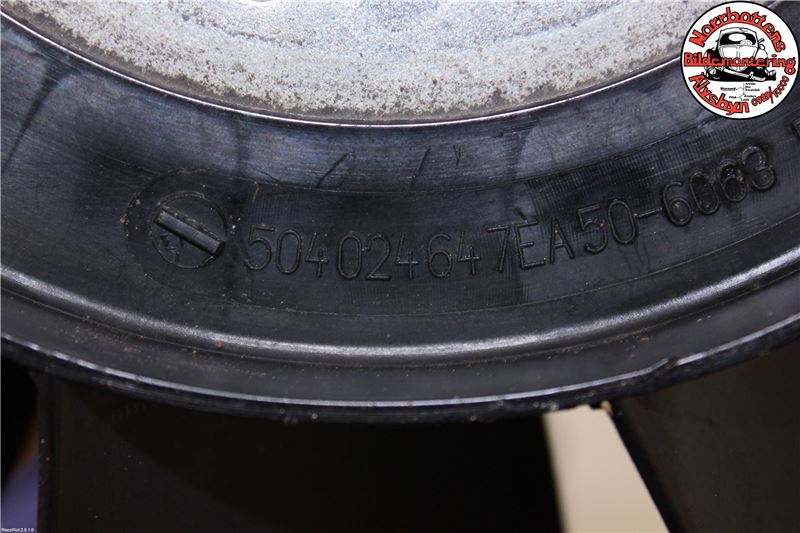 Norrbottens
Bildemontering
Älvsbyn
504024647EA50-6063